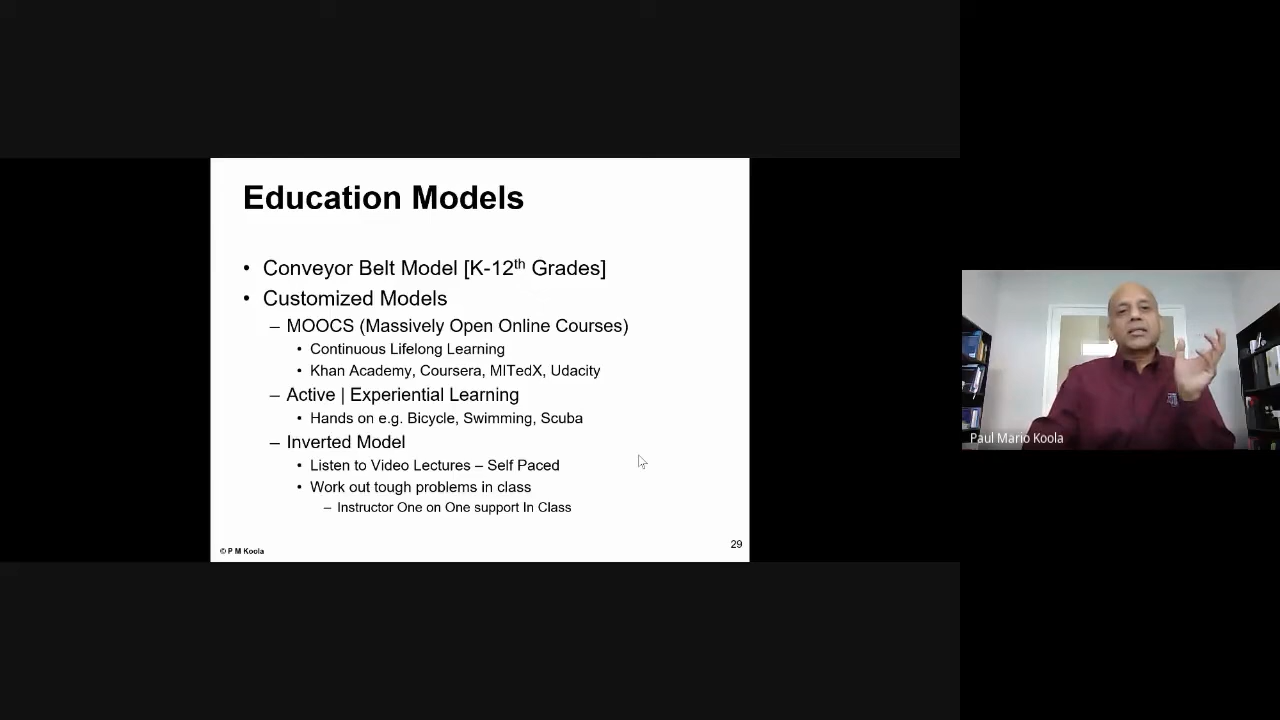 Education Models
• Conveyor Belt Model [K-12th Grades]
• Customized Models
– MOOCS (Massively Open Online Courses)
• Continuous Lifelong Learning
• Khan Academy, Coursera, MITedX, Udacity
– Active | Experiential Learning
• Hands on e.g. Bicycle, Swimming, Scuba
– Inverted Model
• Listen to Video Lectures – Self Paced
• Work out tough problems in class
– Instructor One on One support In Class
© P M Koola
29
Paul Mario Koola